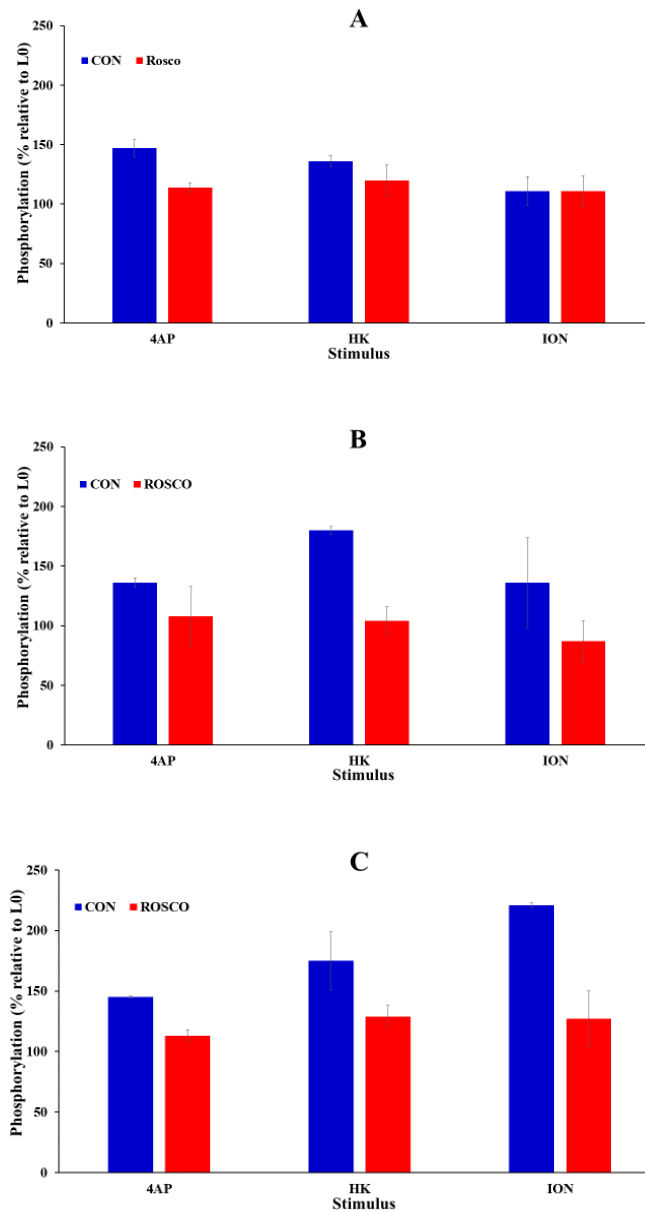 A
Phosphorylation (% relative to L0)
250
200
150
100
50
0
CON Rosco
4AP HK ION
Stimulus
B
Phosphorylation (% relative to L0)
250
200
150
100
50
0
CON ROSCO
4AP HK ION
Stimulus
C
Phosphorylation (% relative to L0)
250
200
150
100
50
0
CON ROSCO
4AP HK ION
Stimulus